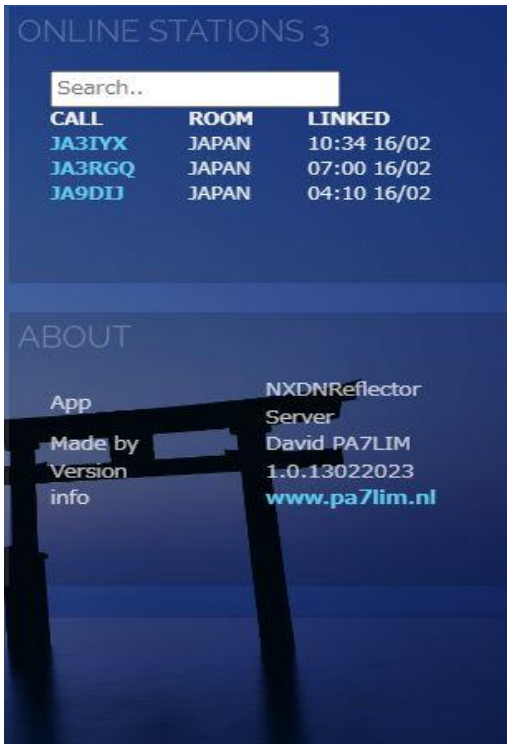 ONLINE STATIONS 3
Search..
CALL ROOM LINKED
JA3IYX JAPAN 10:34 16/02
JA3RGQ JAPAN 07:00 16/02
JA9DIJ JAPAN 04:10 16/02
ABOUT
App NXDNReflector
Server
Made by David PA7LIM
Version 1.0.13022023
info www.pa7lim.nl